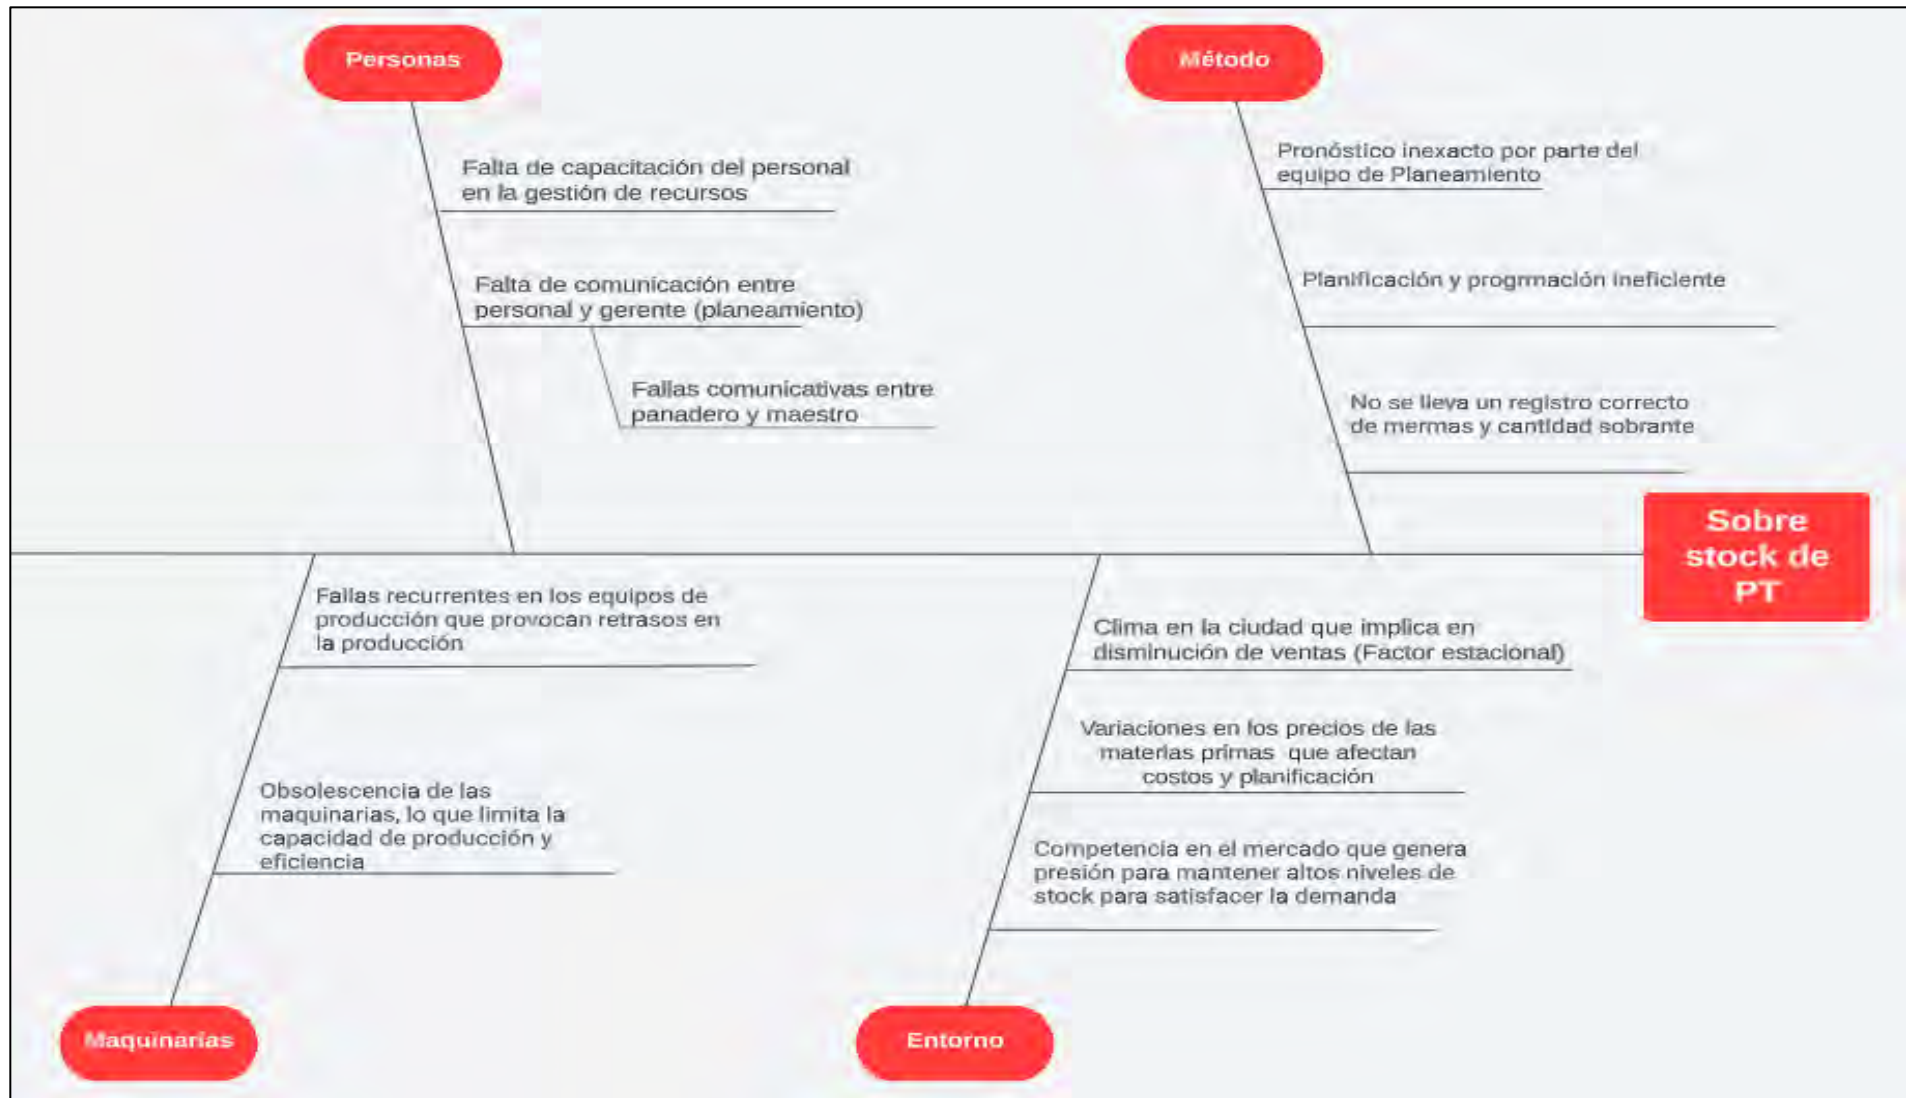 Personas
Método
Falta de capacitación del personal
en la gestión de recursos
Falta de comunicación entre
personal y gerente (planeamiento)
Fallas comunicativas entre
panadero y maestro
Pronóstico inexacto por parte del
equipo de Planeamiento
Planificación y progrmación ineficiente
No se lleva un registro correcto
de mermas y cantidad sobrante
Sobre
stock de
PT
Fallas recurrentes en los equipos de
producción que provocan retrasos en
la producción
Obsolescencia de las
maquinarias, lo que limita la
capacidad de producción y
eficiencia
Clima en la ciudad que implica en
disminución de ventas (Factor estacional)
Variaciones en los precios de las
materias primas que afectan
costos y planificación
Competencia en el mercado que genera
presión para mantener altos niveles de
stock para satisfacer la demanda
Maquinarias
Entorno